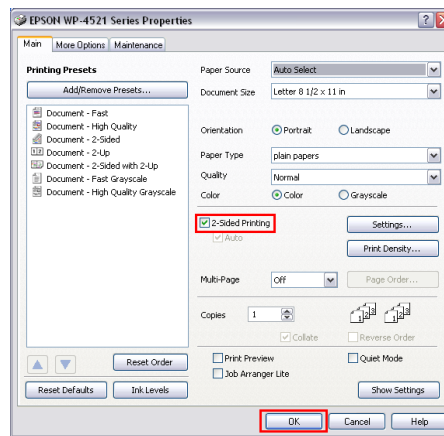 EPSON WP-4521 Series Properties
Main More Options Maintenance
Printing Presets
Add/Remove Presets...
Document - Fast
Document - High Quality
Document - 2-Sided
Document - 2-Up
Document - 2-Sided with 2-Up
Document - Fast Grayscale
Document - High Quality Grayscale
Reset Order
Reset Defaults Ink Levels
Paper Source Auto Select
Document Size Letter 8 1/2 x 11 in
Orientation Portrait Landscape
Paper Type plain papers
Quality Normal
Color Color Grayscale
2-Sided Printing Settings...
Auto
Print Density...
Multi-Page Off Page Order...
Copies 1
Collate Reverse Order
Print Preview Quiet Mode
Job Arranger Lite
Show Settings
OK Cancel Help